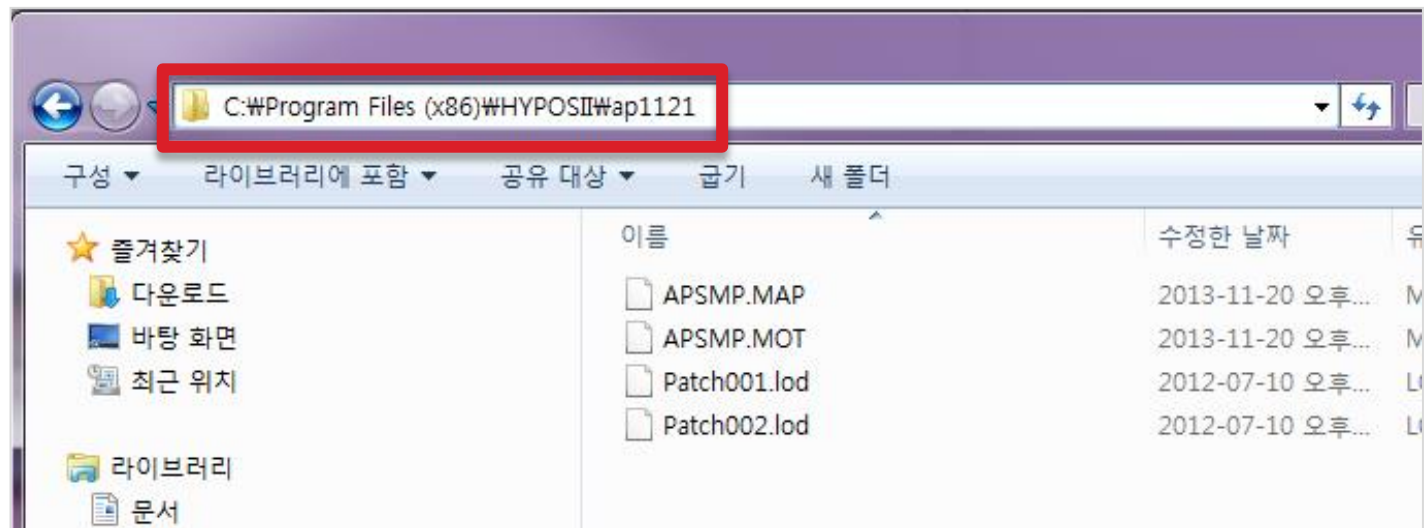 C:₩Program Files (x86)₩HYPOSII₩ap1121
구성 라이브러리에 포함 공유 대상 굽기 새 폴더
이름 수정한 날짜
즐겨찾기
다운로드
바탕 화면
최근 위치
라이브러리
문서
APSMP.MAP 2013-11-20 오후...
APSMP.MOT 2013-11-20 오후...
Patch001.lod 2012-07-10 오후...
Patch002.lod 2012-07-10 오후...